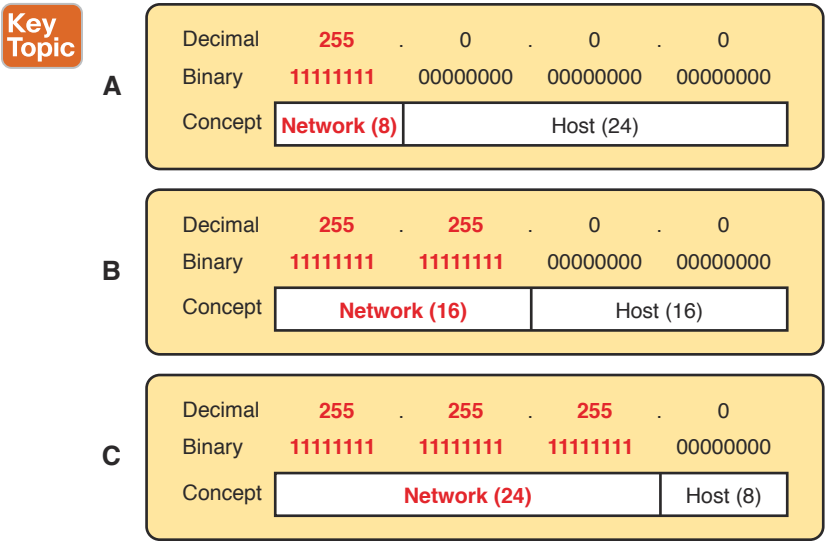 Key
Topic
A
Decimal 255 . 0 . 0 . 0
Binary 11111111 00000000 00000000 00000000
Concept Network (8) Host (24)
B
Decimal 255 . 255 . 0 . 0
Binary 11111111 11111111 00000000 00000000
Concept Network (16) Host (16)
C
Decimal 255 . 255 . 255 . 0
Binary 11111111 11111111 11111111 00000000
Concept Network (24) Host (8)